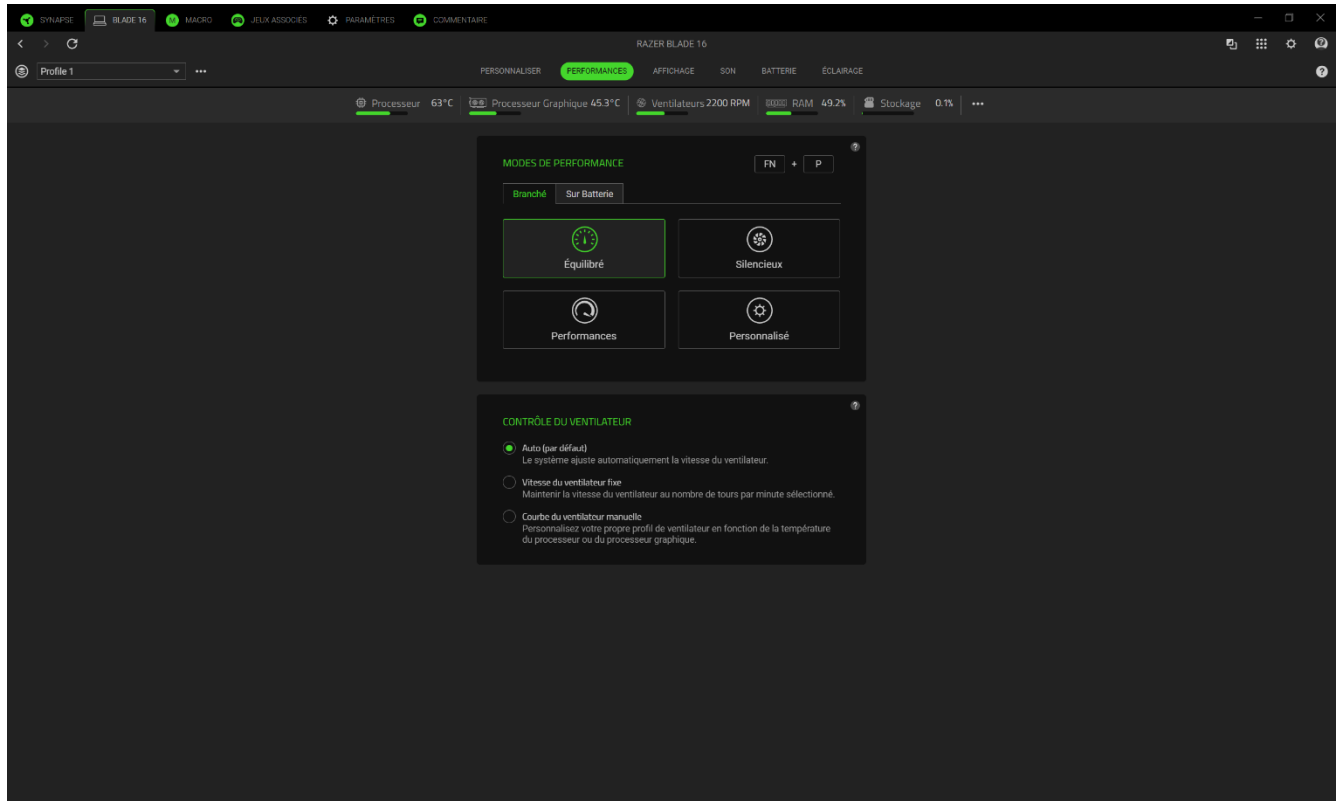 SYNAPSE BLADE 16 MACRO JEUX ASSOCIÉS PARAMÈTRES COMMENTAIRE
RAZER BLADE 16
Profile 1 PERSONNALISER PERFORMANCES AFFICHAGE SON BATTERIE ÉCLAIRAGE
Processeur 63°C Processeur Graphique 45.3°C Ventilateurs 2200 RPM RAM 49.2% Stockage 0.1%
MODES DE PERFORMANCE FN + P
Branché Sur Batterie
Équilibré Silencieux
Performances Personnalisé
CONTRÔLE DU VENTILATEUR
Auto (par défaut)
Le système ajuste automatiquement la vitesse du ventilateur.
Vitesse du ventilateur fixe
Maintenir la vitesse du ventilateur au nombre de tours par minute sélectionné.
Courbe du ventilateur manuelle
Personnalisez votre propre profil de ventilateur en fonction de la température
du processeur ou du processeur graphique.